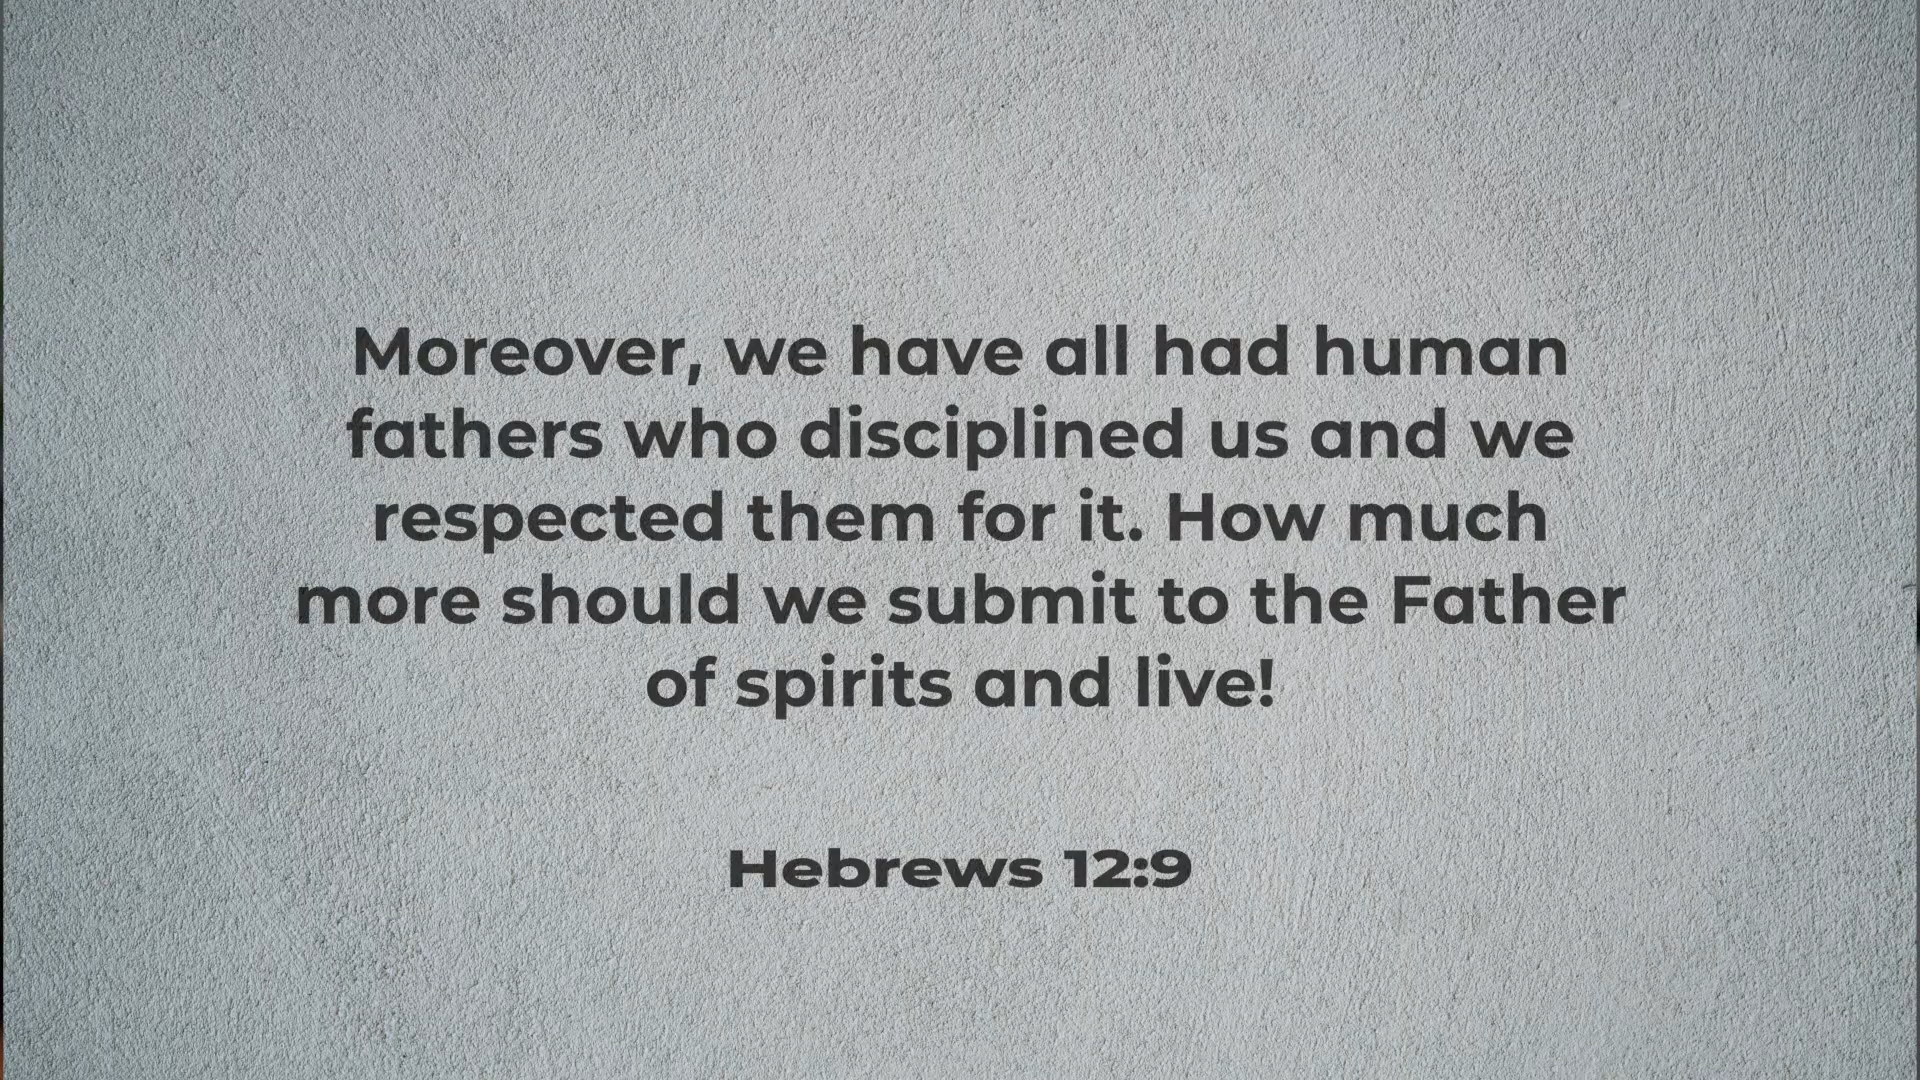 Moreover, we have all had human
fathers who disciplined us and we
respected them for it. How much
more should we submit to the Father
of spirits and live!
Hebrews 12:9